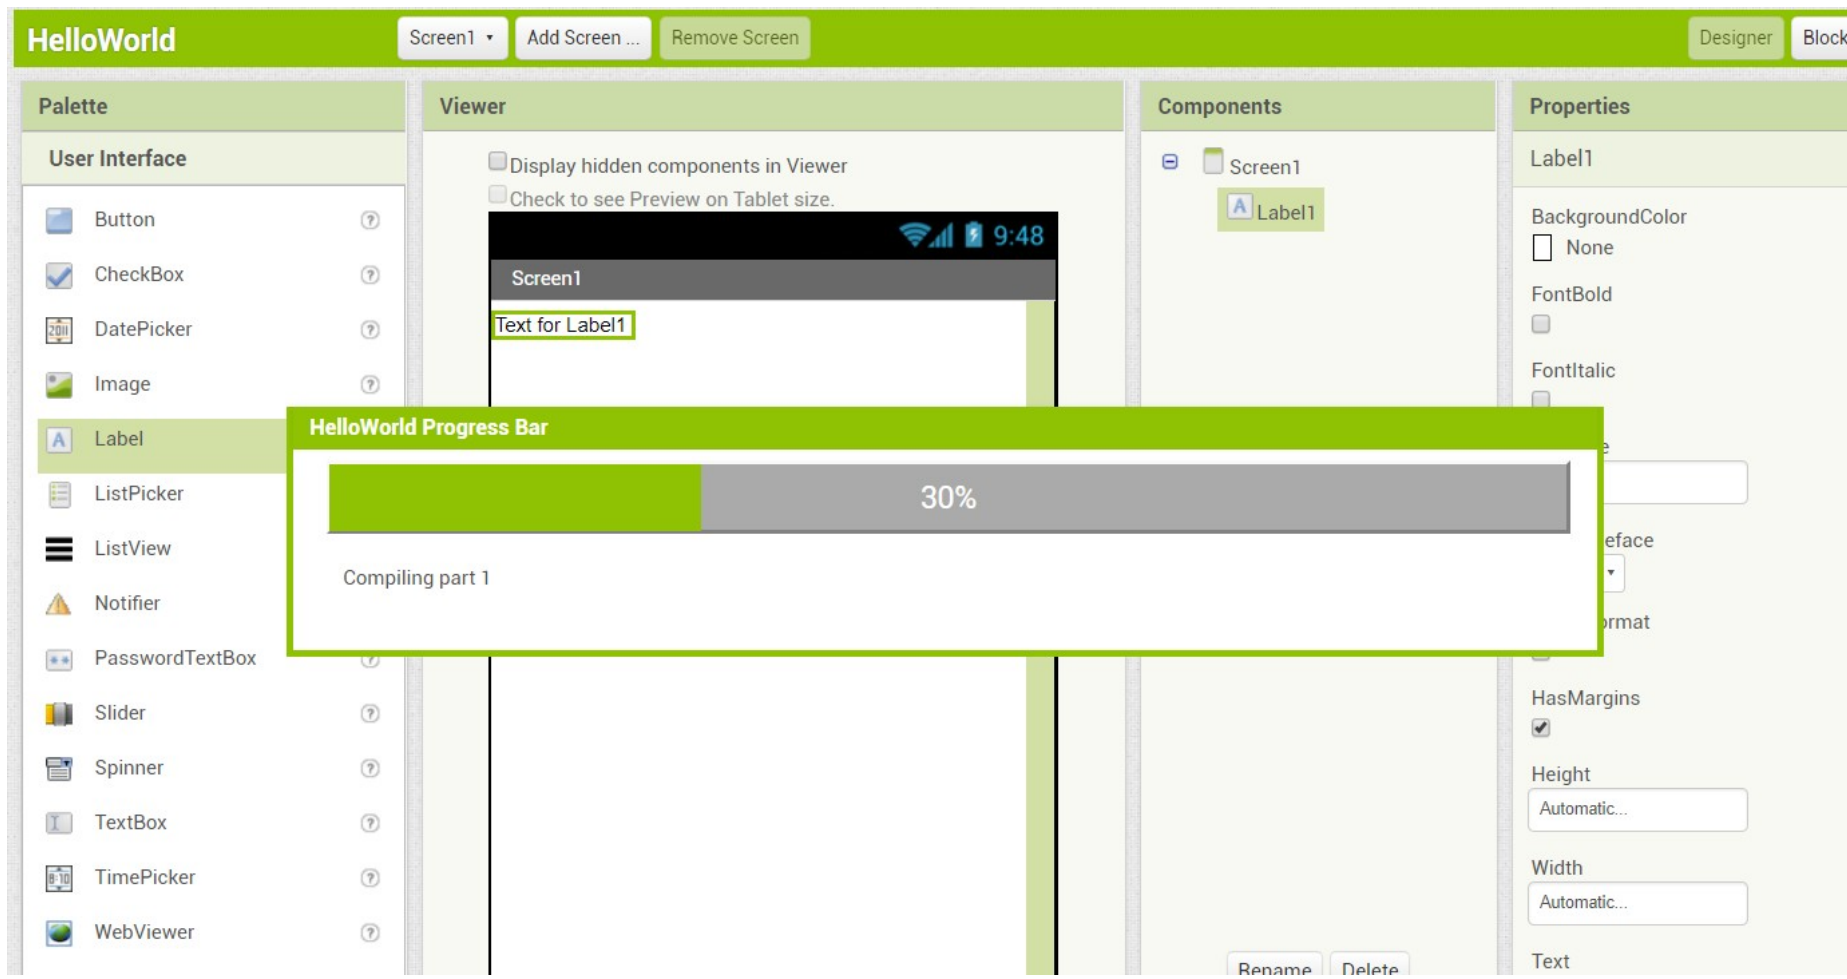 HelloWorld
Screen1
Add Screen ...
Remove Screen
Designer
Block
Palette
User Interface
Button
CheckBox
DatePicker
Image
Label
ListPicker
ListView
Notifier
PasswordTextBox
Slider
Spinner
TextBox
TimePicker
WebViewer
Viewer
Display hidden components in Viewer
Check to see Preview on Tablet size.
9:48
Screen1
Text for Label1
HelloWorld Progress Bar
30%
Compiling part 1
Components
Screen1
Label1
Rename
Delete
Properties
Label1
BackgroundColor
None
FontBold
FontItalic
eface
ormat
HasMargins
Height
Automatic...
Width
Automatic...
Text